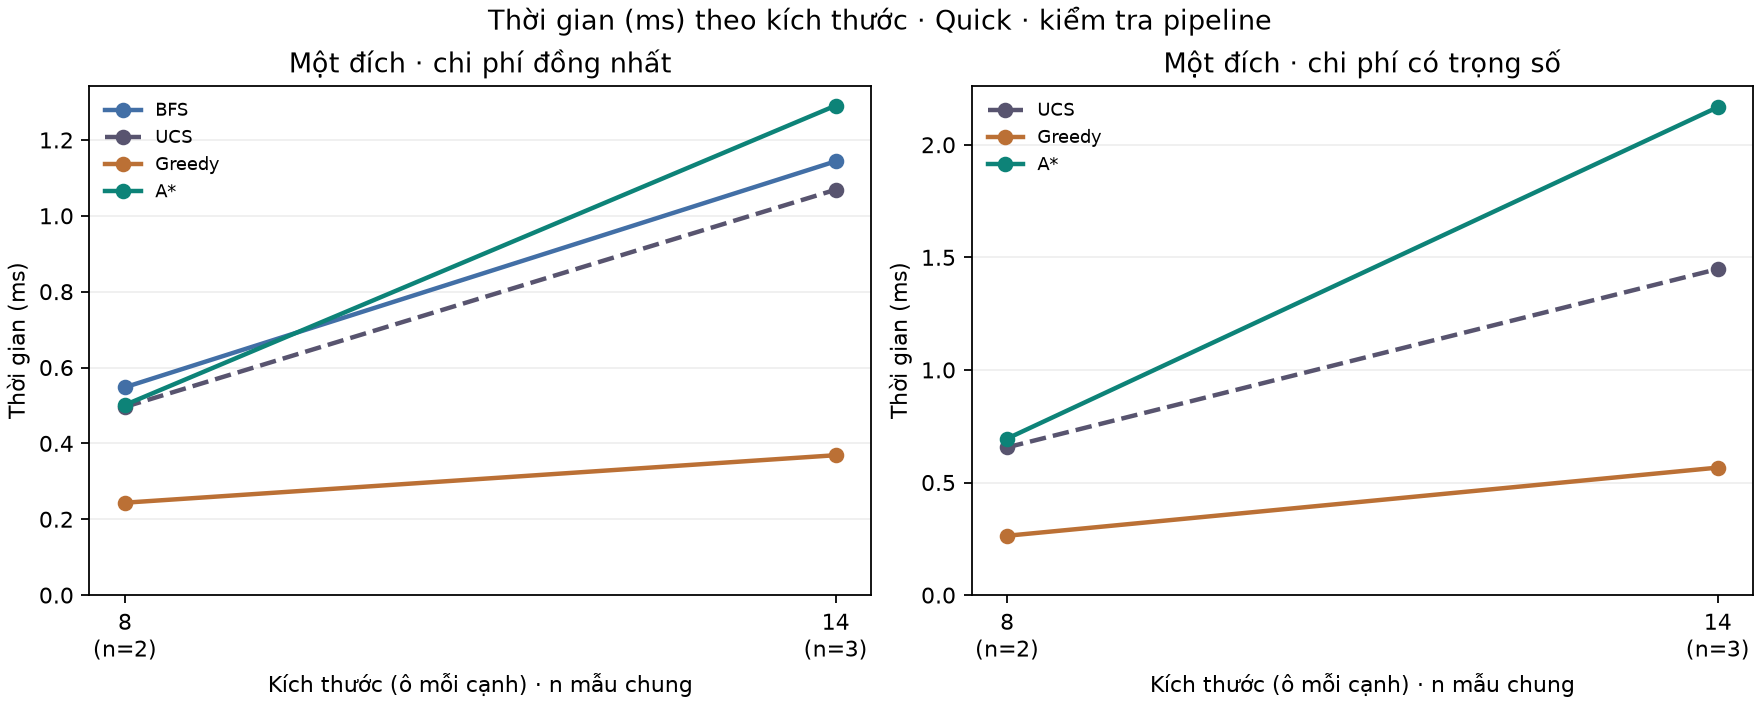 Thời gian (ms) theo kích thước · Quick · kiểm tra pipeline
Một đích · chi phí đồng nhất
BFS
UCS
Greedy
A*
1.2
1.0
0.8
0.6
0.4
0.2
0.0
Thời gian (ms)
8
(n=2)
14
(n=3)
Kích thước (ô mỗi cạnh) · n mẫu chung
Một đích · chi phí có trọng số
UCS
Greedy
A*
2.0
1.5
1.0
0.5
0.0
Thời gian (ms)
8
(n=2)
14
(n=3)
Kích thước (ô mỗi cạnh) · n mẫu chung